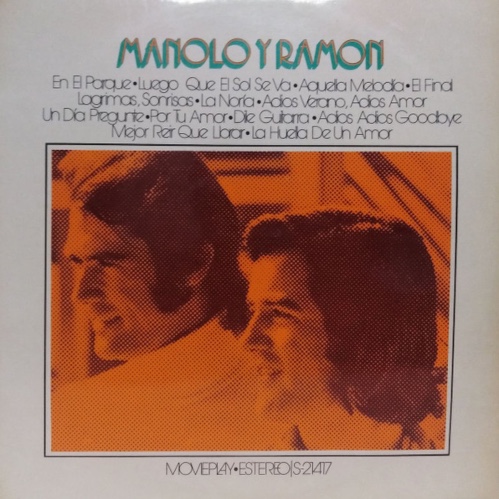 MANOLO Y RAMON
En El Parque • Luego Que El Sol Se Va • Aquella Melodía • El Final
Lagrimas, Sonrisas • La Noria • Adios Verano, Adios Amor
Un Día Pregunte • Por Tu Amor • Dile Guitarra • Adios Adios Goodbye
Mejor Reir Que Llorar • La Huella De Un Amor
MOVIEPLAY • ESTEREO/S-21.417